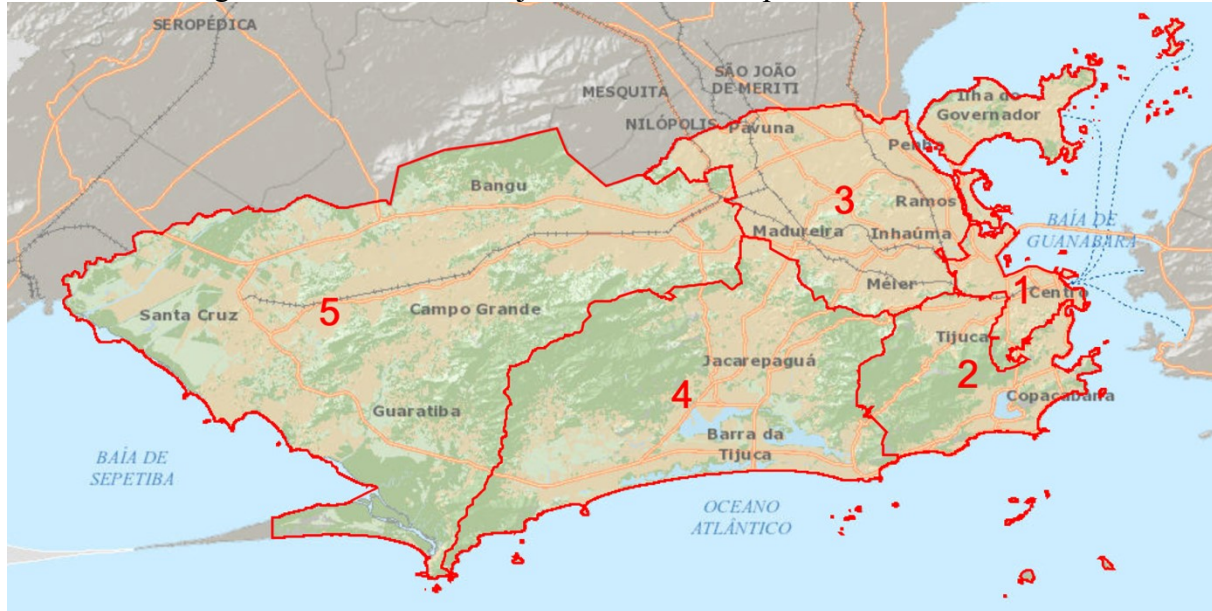 SEROPÉDICA
MESQUITA
SÃO JOÃO
DE MERITI
NILÓPOLIS
Pavuna
Ilha do
Governador
Penha
Bangu
3
Ramos
Madureira
Inhaúma
BAÍA DE
GUANABARA
Méier
1
Centro
Santa Cruz
5
Campo Grande
Tijuca
Jacarepaguá
2
4
Copacabana
Guaratiba
Barra da
Tijuca
BAÍA DE
SEPETIBA
OCEANO
ATLÂNTICO